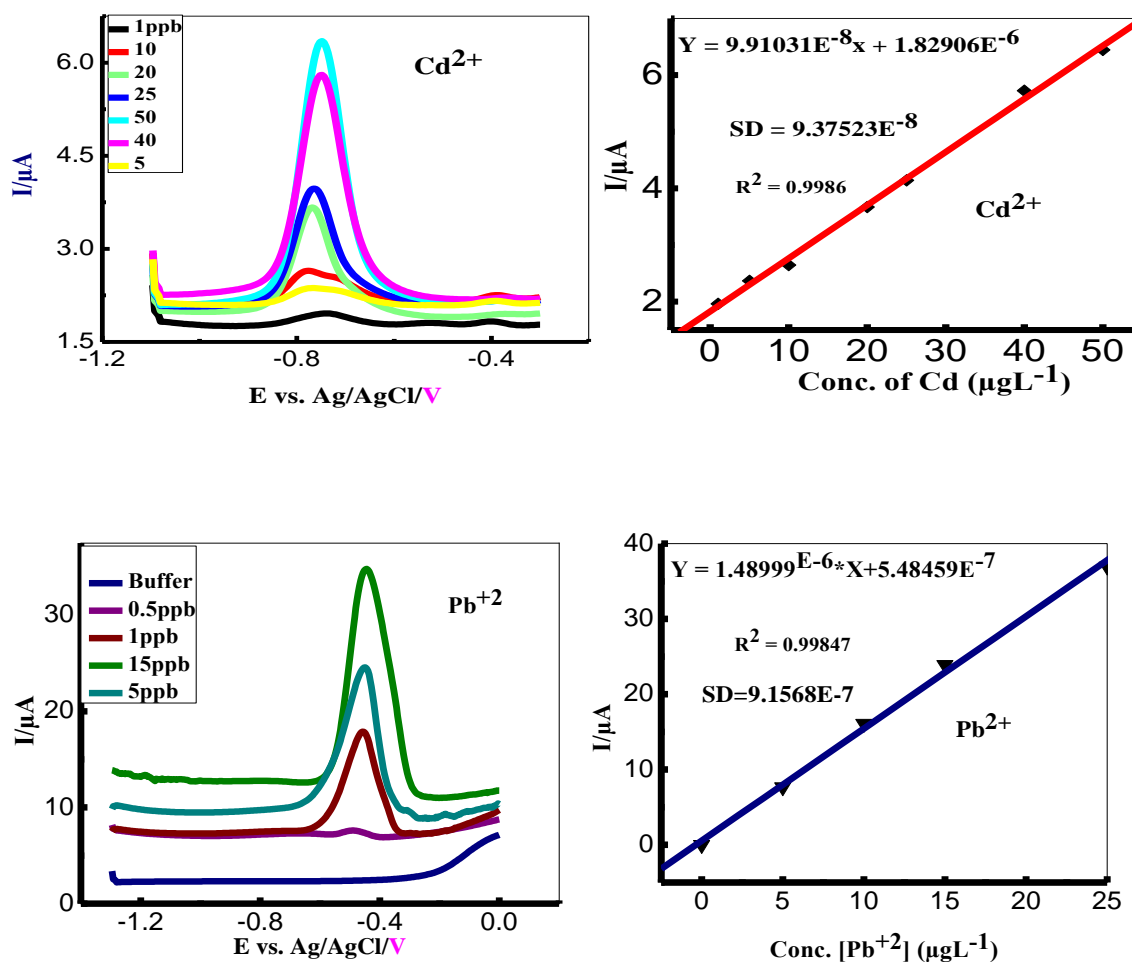 1ppb
10
20
25
50
40
5
Cd2+
6.0
4.5
3.0
1.5
I/µA
-1.2
-0.8
-0.4
E vs. Ag/AgCl/V
Y = 9.91031E-8x + 1.82906E-6
SD = 9.37523E-8
R2 = 0.9986
Cd2+
6
4
2
I/µA
0
10
20
30
40
50
Conc. of Cd (µgL-1)
Buffer
0.5ppb
1ppb
15ppb
5ppb
Pb+2
30
20
10
0
I/µA
-1.2
-0.8
-0.4
0.0
E vs. Ag/AgCl/V
Y = 1.48999E-6*X+5.48459E-7
R2 = 0.99847
SD=9.1568E-7
Pb2+
40
30
20
10
0
I/µA
0
5
10
15
20
25
Conc. [Pb+2] (µgL-1)